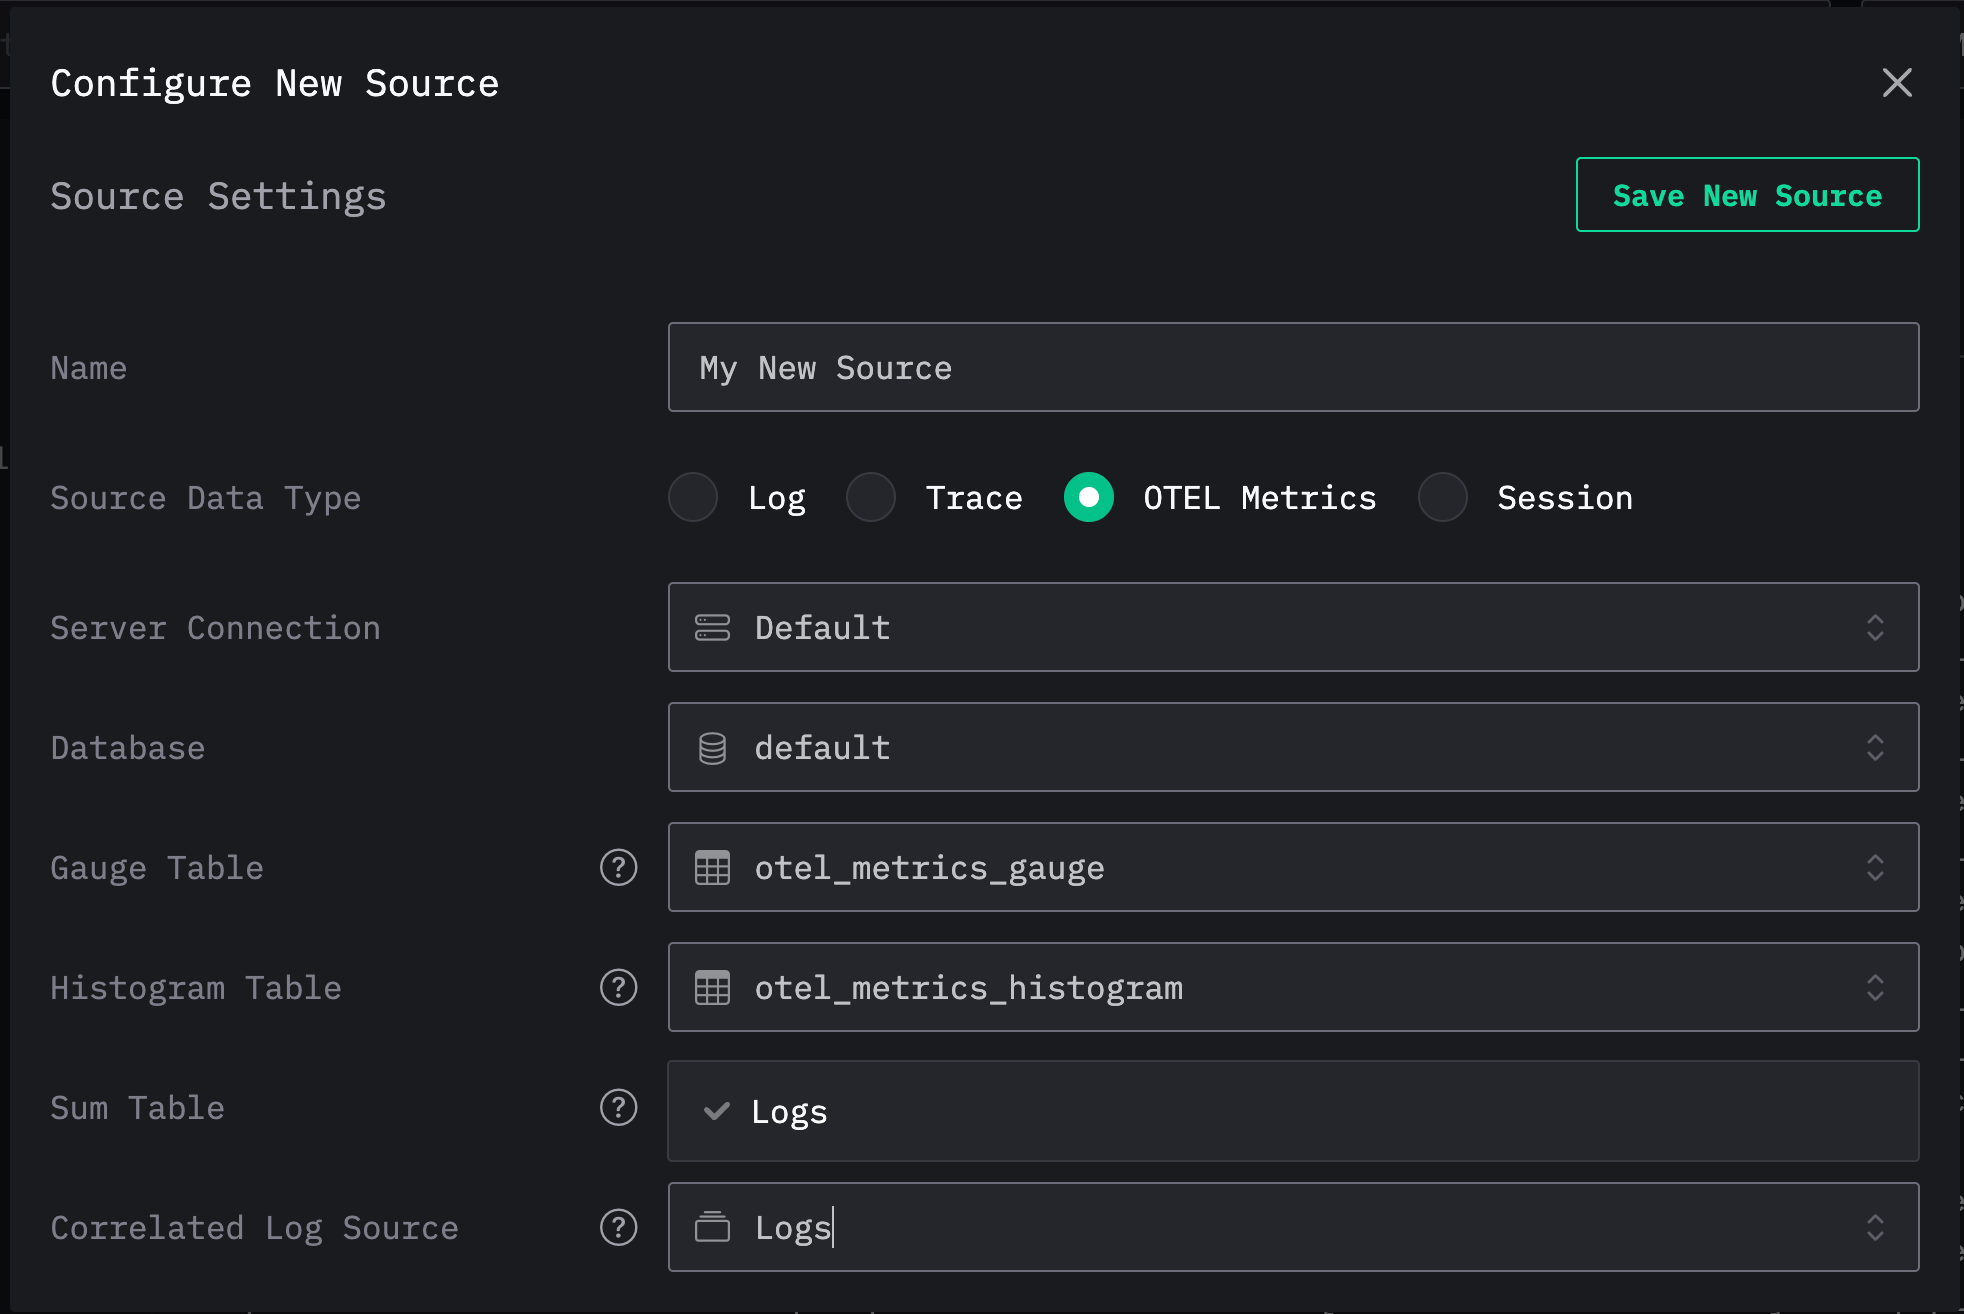 Configure New Source
Source Settings
Save New Source
Name
My New Source
Source Data Type
Log Trace OTEL Metrics Session
Server Connection
Default
Database
default
Gauge Table
?
otel_metrics_gauge
Histogram Table
?
otel_metrics_histogram
Sum Table
?
Logs
Correlated Log Source
?
Logs